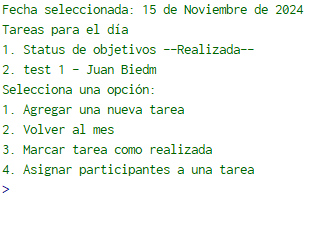 Fecha seleccionada: 15 de Noviembre de 2024
Tareas para el día
1. Status de objetivos --Realizada--
2. test 1 - Juan Biedm
Selecciona una opción:
1. Agregar una nueva tarea
2. Volver al mes
3. Marcar tarea como realizada
4. Asignar participantes a una tarea
>